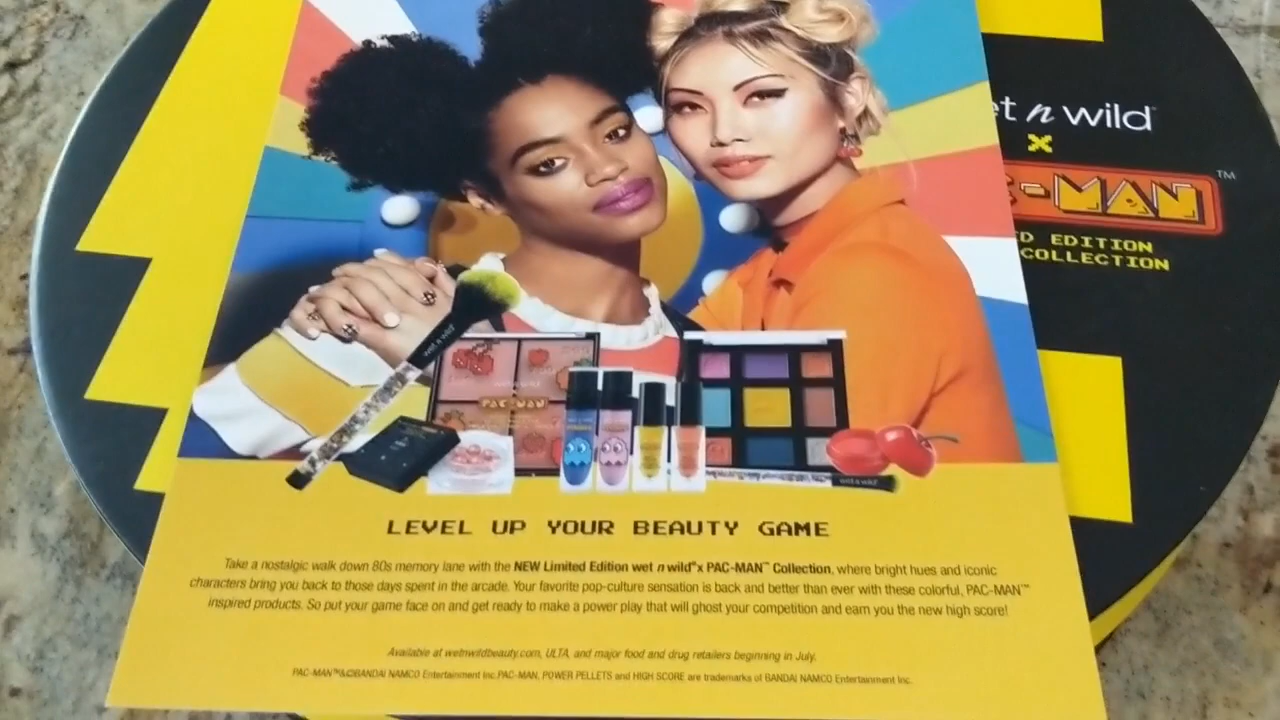 et n wild™
x
C-MAN™
D EDITION
COLLECTION
wet n wild
PAC-MAN
wet n wild
LEVEL UP YOUR BEAUTY GAME
Take a nostalgic walk down 80s memory lane with the NEW Limited Edition wet n wild® x PAC-MAN™ Collection, where bright hues and iconic
characters bring you back to those days spent in the arcade. Your favorite pop-culture sensation is back and better than ever with these colorful, PAC-MAN™
inspired products. So put your game face on and get ready to make a power play that will ghost your competition and earn you the new high score!
Available at wetnwildbeauty.com, ULTA, and major food and drug retailers beginning in July.
PAC-MAN™&©BANDAI NAMCO Entertainment Inc. PAC-MAN, POWER PELLETS and HIGH SCORE are trademarks of BANDAI NAMCO Entertainment Inc.